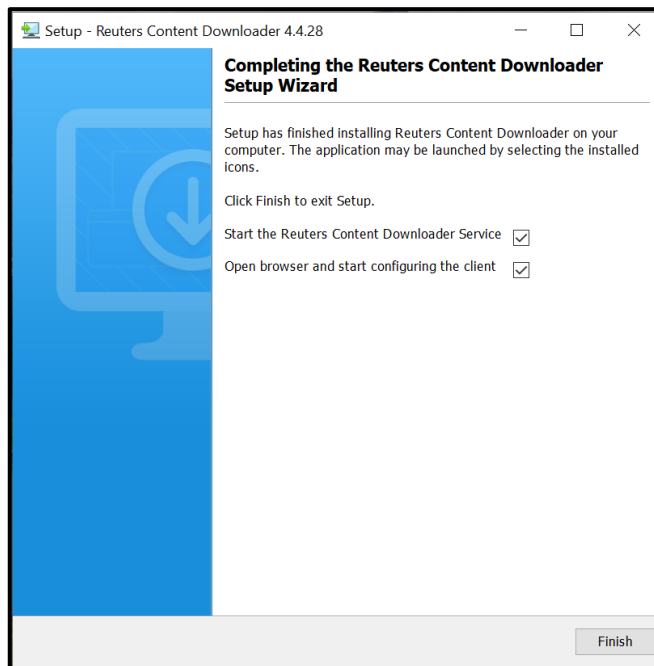 Setup - Reuters Content Downloader 4.4.28
Completing the Reuters Content Downloader
Setup Wizard
Setup has finished installing Reuters Content Downloader on your
computer. The application may be launched by selecting the installed
icons.
Click Finish to exit Setup.
Start the Reuters Content Downloader Service
Open browser and start configuring the client
Finish